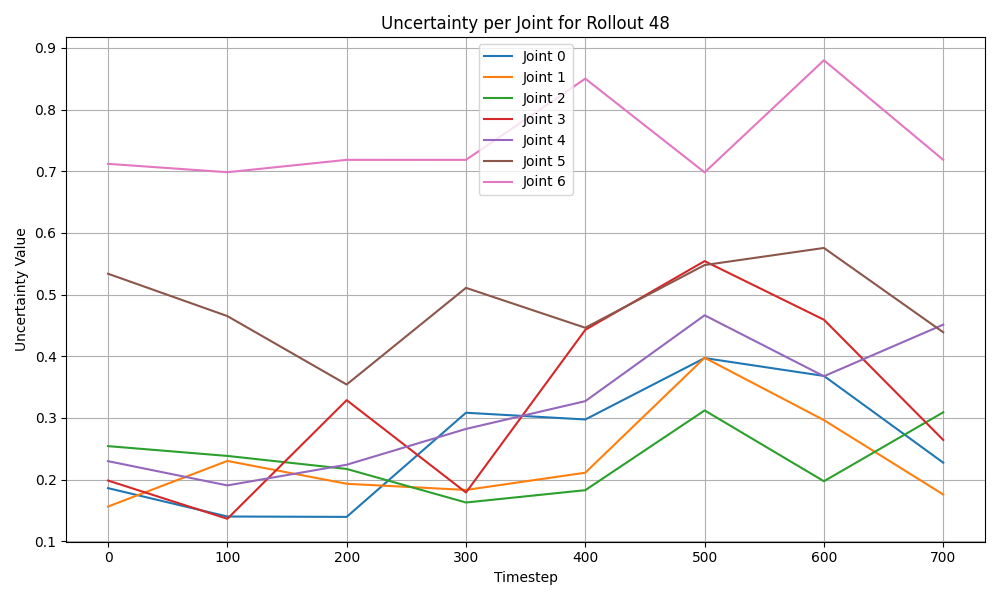 Uncertainty per Joint for Rollout 48
Joint 0
Joint 1
Joint 2
Joint 3
Joint 4
Joint 5
Joint 6
Uncertainty Value
0.9
0.8
0.7
0.6
0.5
0.4
0.3
0.2
0.1
0 100 200 300 400 500 600 700
Timestep